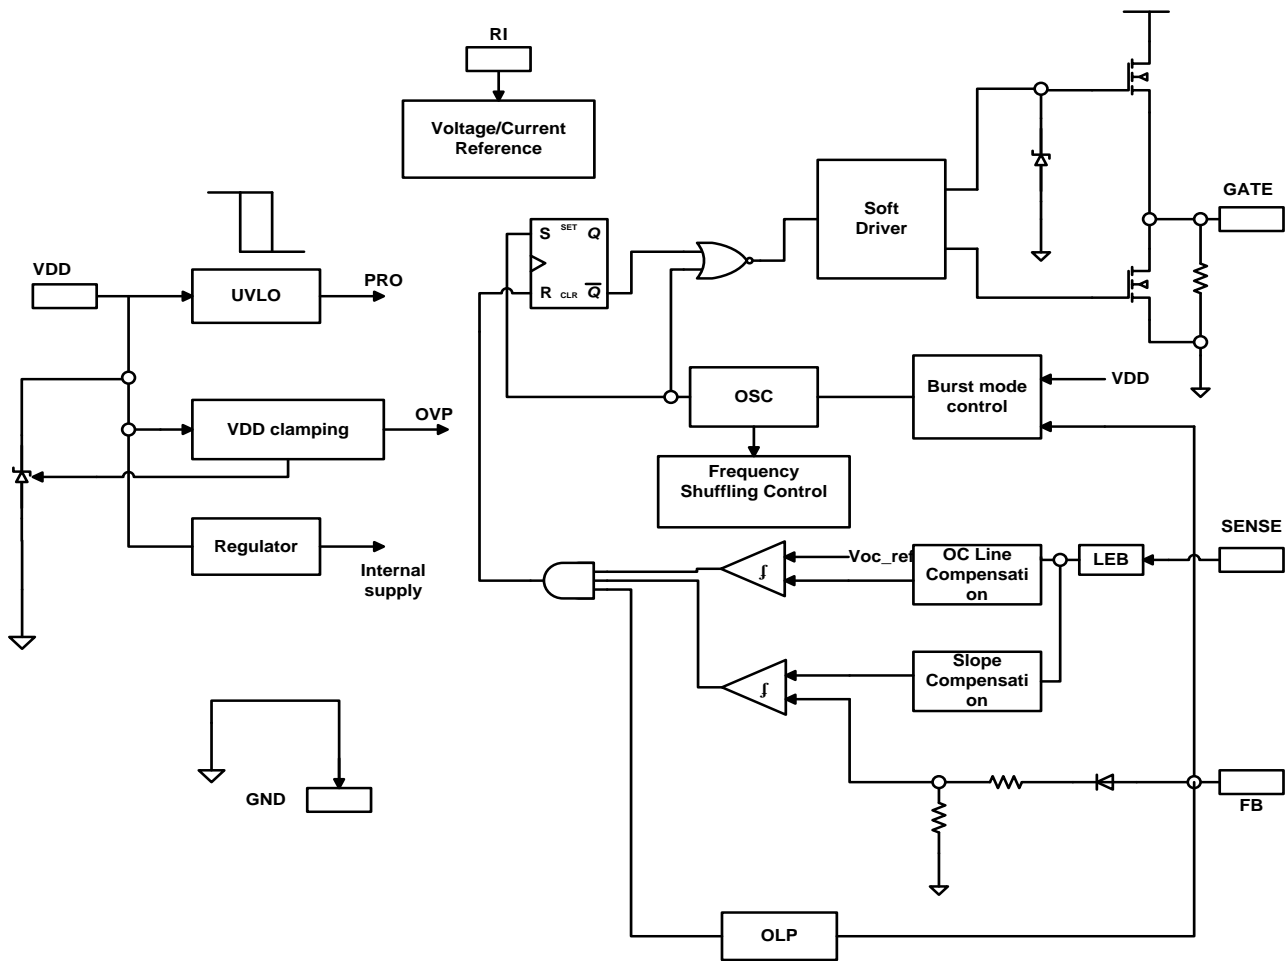 RI
Voltage/Current
Reference
VDD
UVLO
PRO
VDD clamping
OVP
Regulator
Internal
supply
GND
S SET Q
R CLR Q
Soft
Driver
GATE
OSC
Burst mode
control
VDD
Frequency
Shuffling Control
Voc_ref
OC Line
Compensati
on
LEB
SENSE
Slope
Compensati
on
FB
OLP